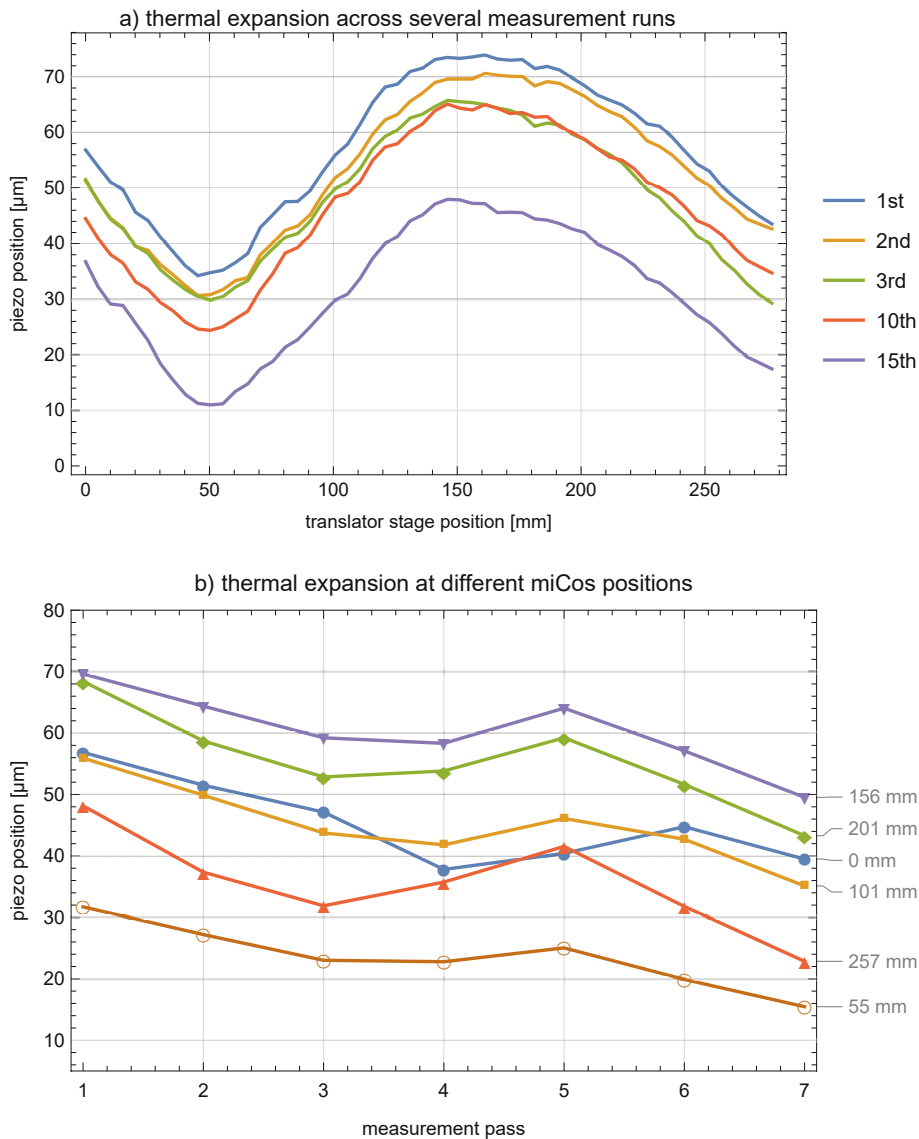 a) thermal expansion across several measurement runs
piezo position [µm]
70
60
50
40
30
20
10
0
0 50 100 150 200 250
translator stage position [mm]
1st
2nd
3rd
10th
15th
b) thermal expansion at different miCos positions
piezo position [µm]
80
70
60
50
40
30
20
10
1 2 3 4 5 6 7
measurement pass
156 mm
201 mm
0 mm
101 mm
257 mm
55 mm